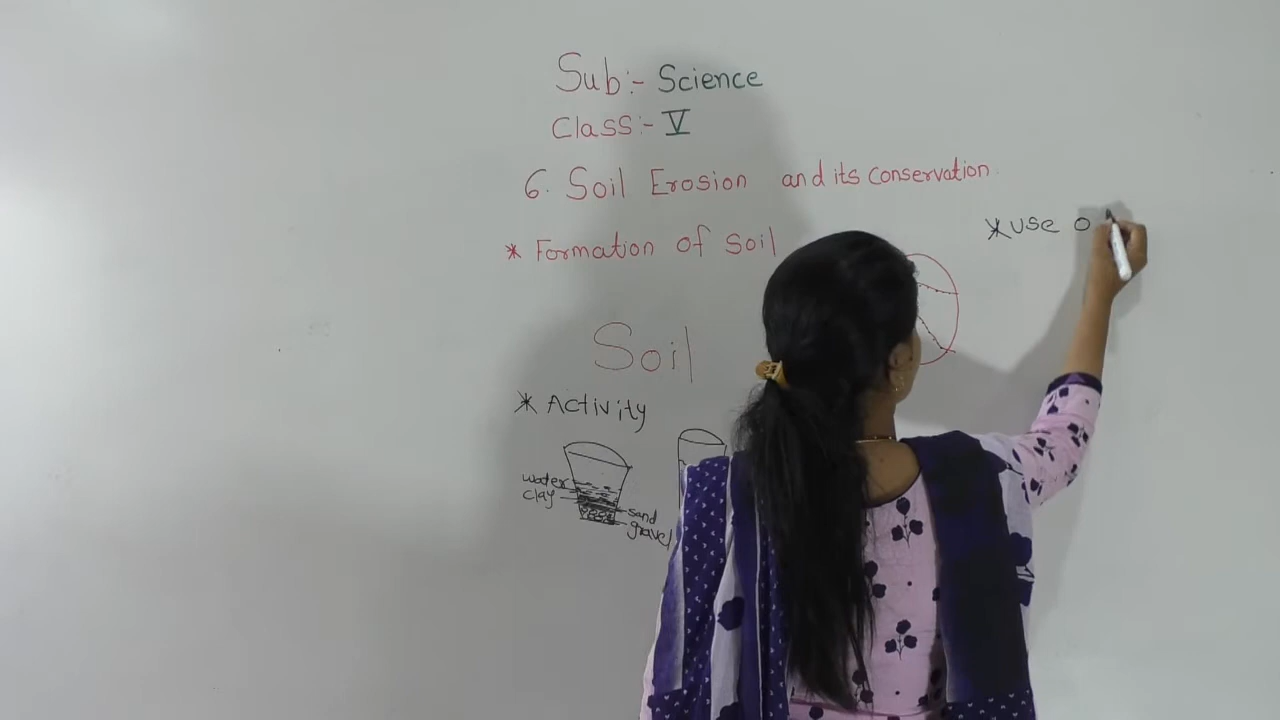 Sub:- Science
Class:- V
6. Soil Erosion and its Conservation.
* Formation of soil
*use o
Soil
* Activity
water
clay
sand
gravel